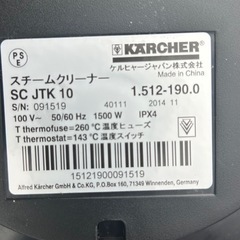 PS
E
KÄRCHER
ケルヒャージャパン株式会社
Made in China
スチームクリーナー
SC JTK 10 1.512-190.0
S/N: 091519 40111 2014 11
100 V~ 50/60 Hz 1500 W IPX4
T thermofuse=260 °C 温度ヒューズ
T thermostat=143 °C 温度スイッチ
15121900091519
Alfred Kärcher GmbH & Co.KG, P.O.Box 160, 71349 Winnenden, Germany